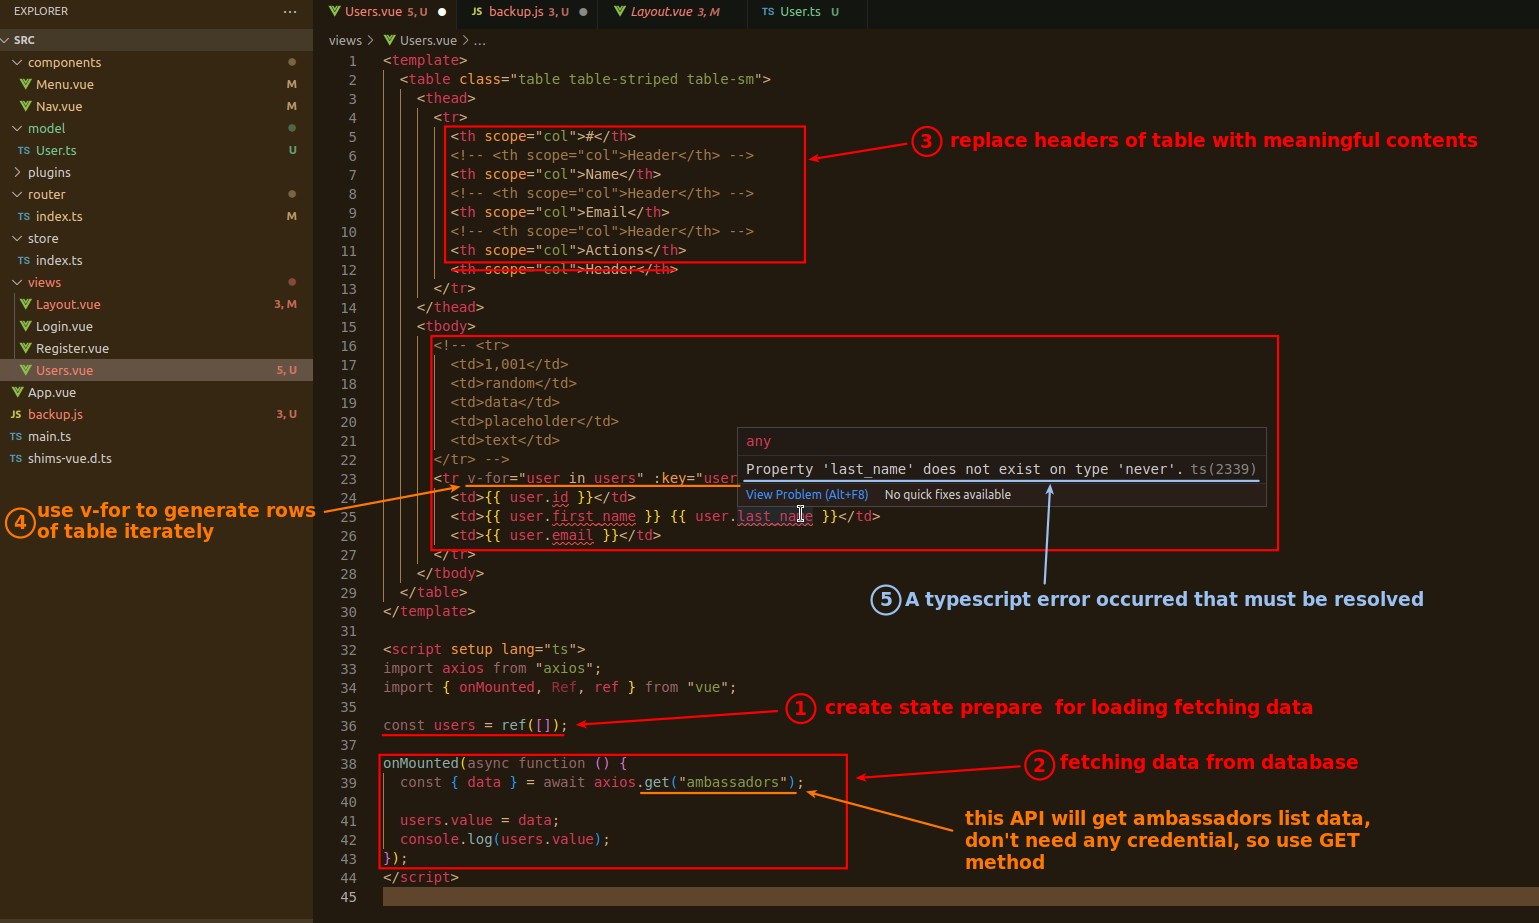 EXPLORER ...
SRC
components
Menu.vue M
Nav.vue M
model
User.ts U
plugins
router
index.ts M
store
index.ts
views
Layout.vue 3, M
Login.vue
Register.vue
Users.vue 5, U
App.vue
JS backup.js 3, U
TS main.ts
TS shims-vue.d.ts
Users.vue 5, U JS backup.js 3, U Layout.vue 3, M TS User.ts U
views > Users.vue > ...
1 <template>
2 <table class="table table-striped table-sm">
3 <thead>
4 <tr>
5 <th scope="col">#</th>
6 <!-- <th scope="col">Header</th> -->
7 <th scope="col">Name</th>
8 <!-- <th scope="col">Header</th> -->
9 <th scope="col">Email</th>
10 <!-- <th scope="col">Header</th> -->
11 <th scope="col">Actions</th>
12 <th scope="col">Header</th>
13 </tr>
14 </thead>
15 <tbody>
16 <!-- <tr>
17 <td>1,001</td>
18 <td>random</td>
19 <td>data</td>
20 <td>placeholder</td>
21 <td>text</td>
22 </tr> -->
23 <tr v-for="user in users" :key="user
24 <td>{{ user.id }}</td>
25 <td>{{ user.first_name }} {{ user.last_name }}</td>
26 <td>{{ user.email }}</td>
27 </tr>
28 </tbody>
29 </table>
30 </template>
31
32 <script setup lang="ts">
33 import axios from "axios";
34 import { onMounted, Ref, ref } from "vue";
35
36 const users = ref([]);
37
38 onMounted(async function () {
39 const { data } = await axios.get("ambassadors");
40
41 users.value = data;
42 console.log(users.value);
43 });
44 </script>
45
any
Property 'last_name' does not exist on type 'never'. ts(2339)
View Problem (Alt+F8) No quick fixes available
3 replace headers of table with meaningful contents
4 use v-for to generate rows
of table iterately
5 A typescript error occurred that must be resolved
1 create state prepare for loading fetching data
2 fetching data from database
this API will get ambassadors list data,
don't need any credential, so use GET
method